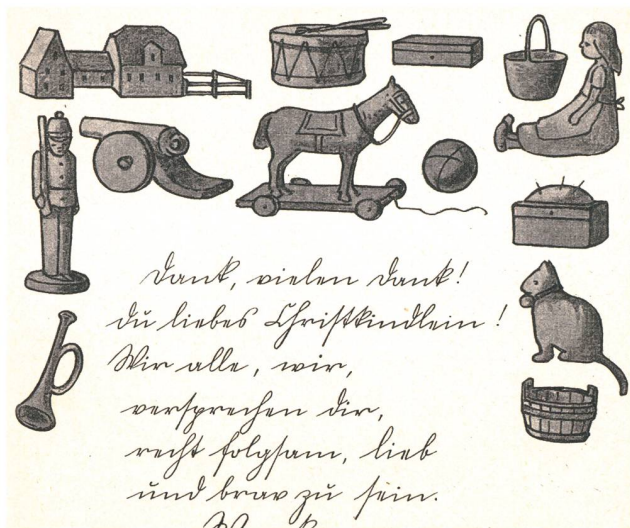 Dank, vielen Dank!
du liebes Christkindlein!
Wir alle, wir,
versprechen dir,
recht folgsam, lieb
und brav zu sein.